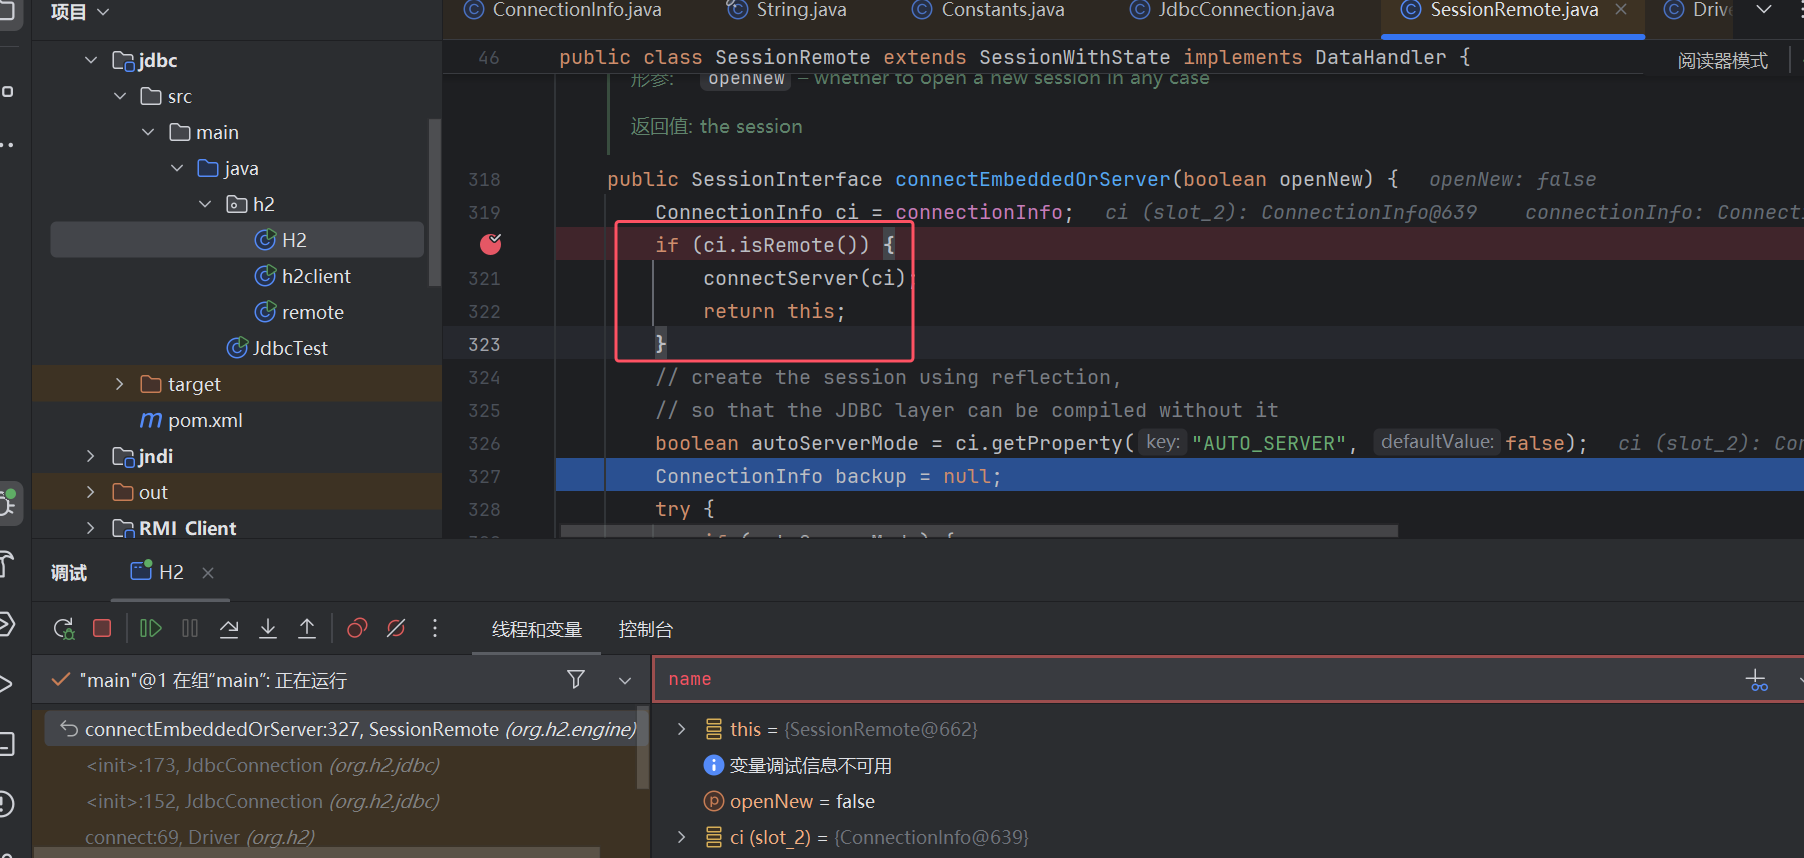 项目
ConnectionInfo.java
String.java
Constants.java
JdbcConnection.java
SessionRemote.java
Driv
jdbc
src
main
java
h2
H2
h2client
remote
JdbcTest
target
pom.xml
jndi
out
RMI_Client
46 public class SessionRemote extends SessionWithState implements DataHandler {
阅读器模式
形参: openNew – whether to open a new session in any case
返回值: the session
318 public SessionInterface connectEmbeddedOrServer(boolean openNew) { openNew: false
319 ConnectionInfo ci = connectionInfo; ci (slot_2): ConnectionInfo@639 connectionInfo: Connecti
if (ci.isRemote()) {
321 connectServer(ci)
322 return this;
323 }
324 // create the session using reflection,
325 // so that the JDBC layer can be compiled without it
326 boolean autoServerMode = ci.getProperty( key: "AUTO_SERVER", defaultValue: false); ci (slot_2): Con
327 ConnectionInfo backup = null;
328 try {
调试
H2
线程和变量
控制台
"main"@1 在组“main”: 正在运行
name
connectEmbeddedOrServer:327, SessionRemote (org.h2.engine)
<init>:173, JdbcConnection (org.h2.jdbc)
<init>:152, JdbcConnection (org.h2.jdbc)
connect:69, Driver (org.h2)
this = {SessionRemote@662}
变量调试信息不可用
openNew = false
ci (slot_2) = {ConnectionInfo@639}